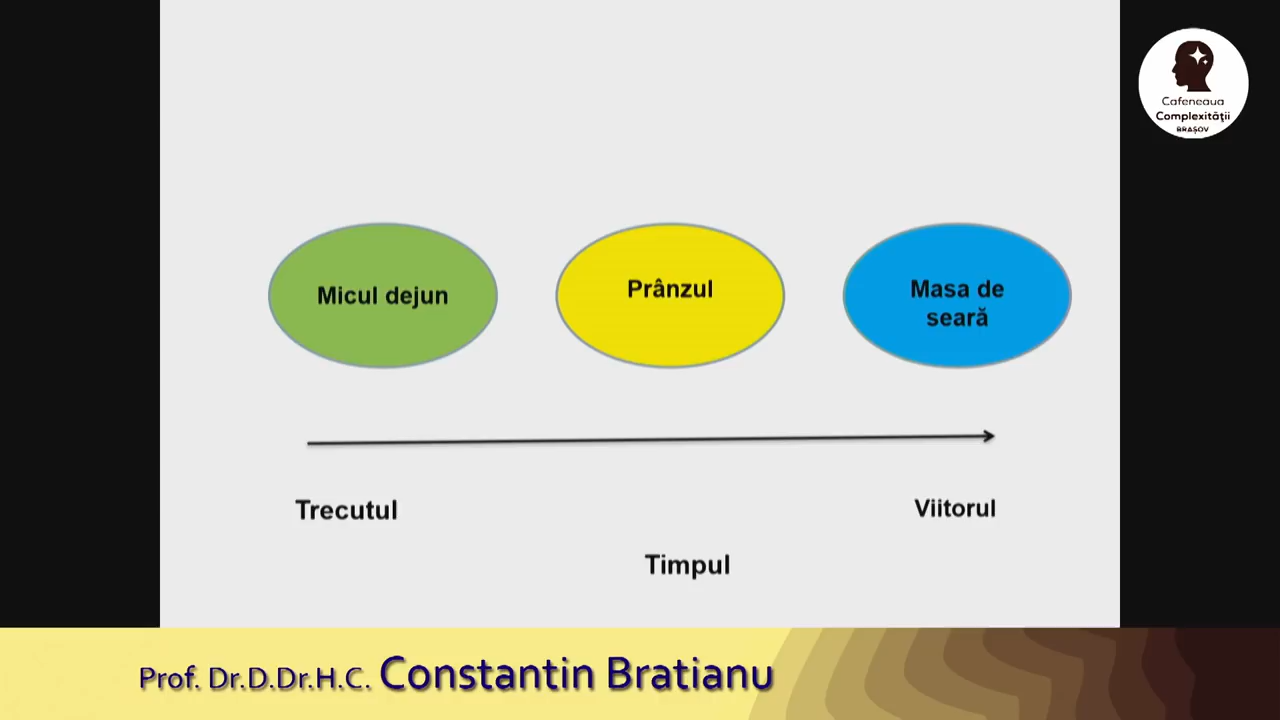 Cafeneaua
Complexității
BRAȘOV
Micul dejun
Prânzul
Masa de
seară
Trecutul
Viitorul
Timpul
Prof. Dr.D.Dr.H.C. Constantin Bratianu